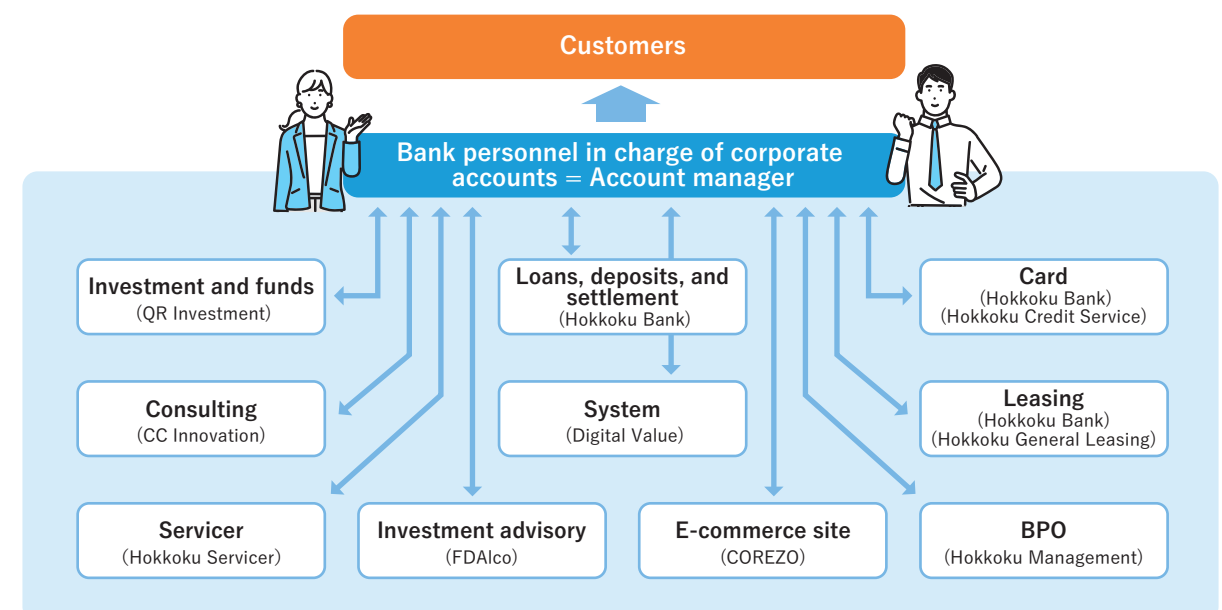 Customers
Bank personnel in charge of corporate
accounts = Account manager
Investment and funds
(QR Investment)
Loans, deposits, and
settlement
(Hokkoku Bank)
Card
(Hokkoku Bank)
(Hokkoku Credit Service)
Consulting
(CC Innovation)
System
(Digital Value)
Leasing
(Hokkoku Bank)
(Hokkoku General Leasing)
Servicer
(Hokkoku Servicer)
Investment advisory
(FDAlco)
E-commerce site
(COREZO)
BPO
(Hokkoku Management)